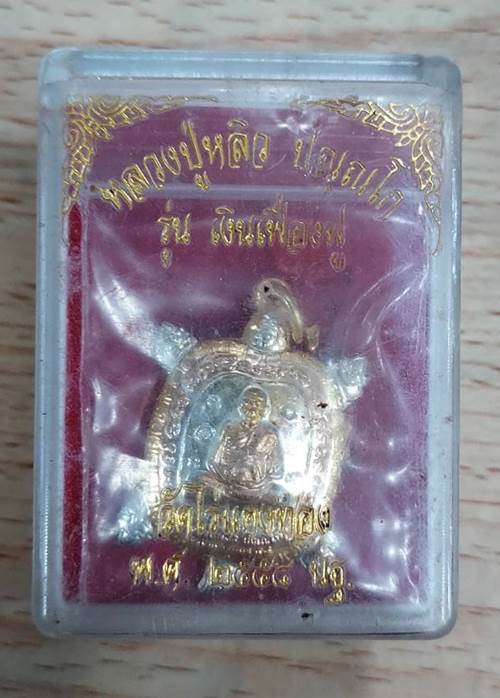 หลวงปู่หลิว ปณฺณโก
รุ่น เงินเฟื่องฟู
วัดไร่แตงทอง
พ.ศ. ๒๕๕๘ นฐ.